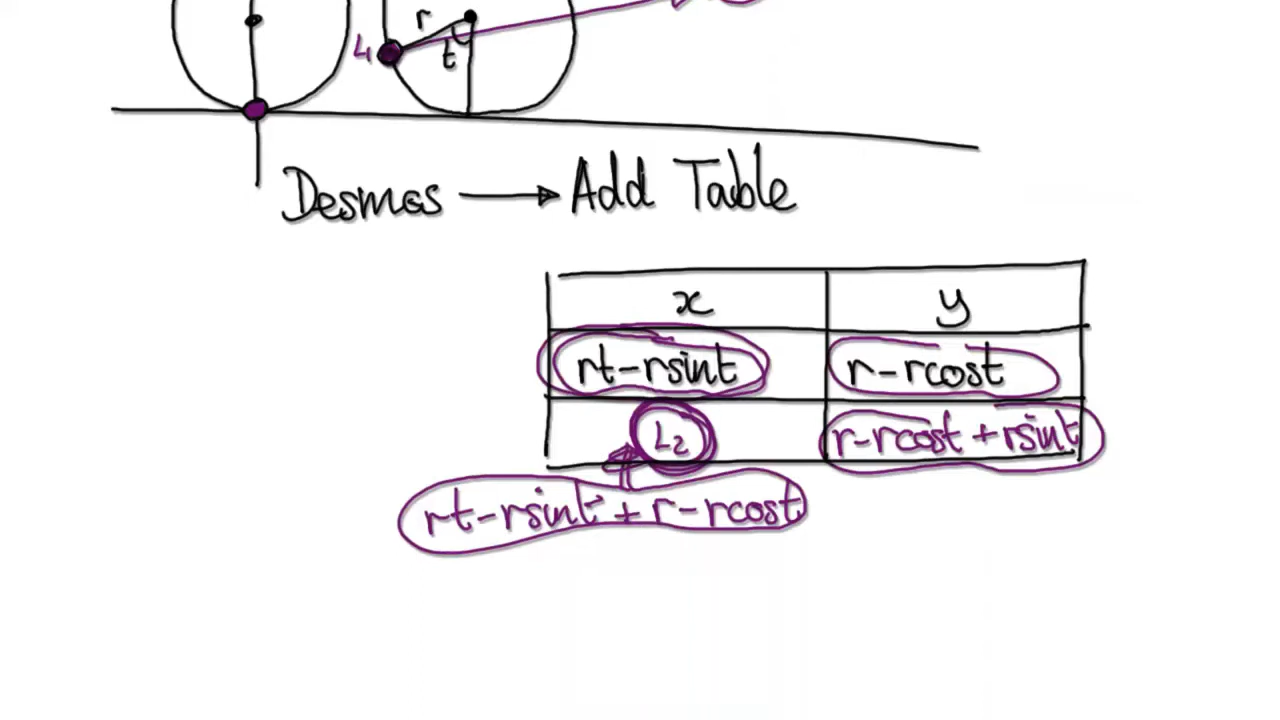 r
4 t
Desmos → Add Table
x y
rt-rsint r-rcost
L2 r-rcost+rsint
rt-rsint+r-rcost